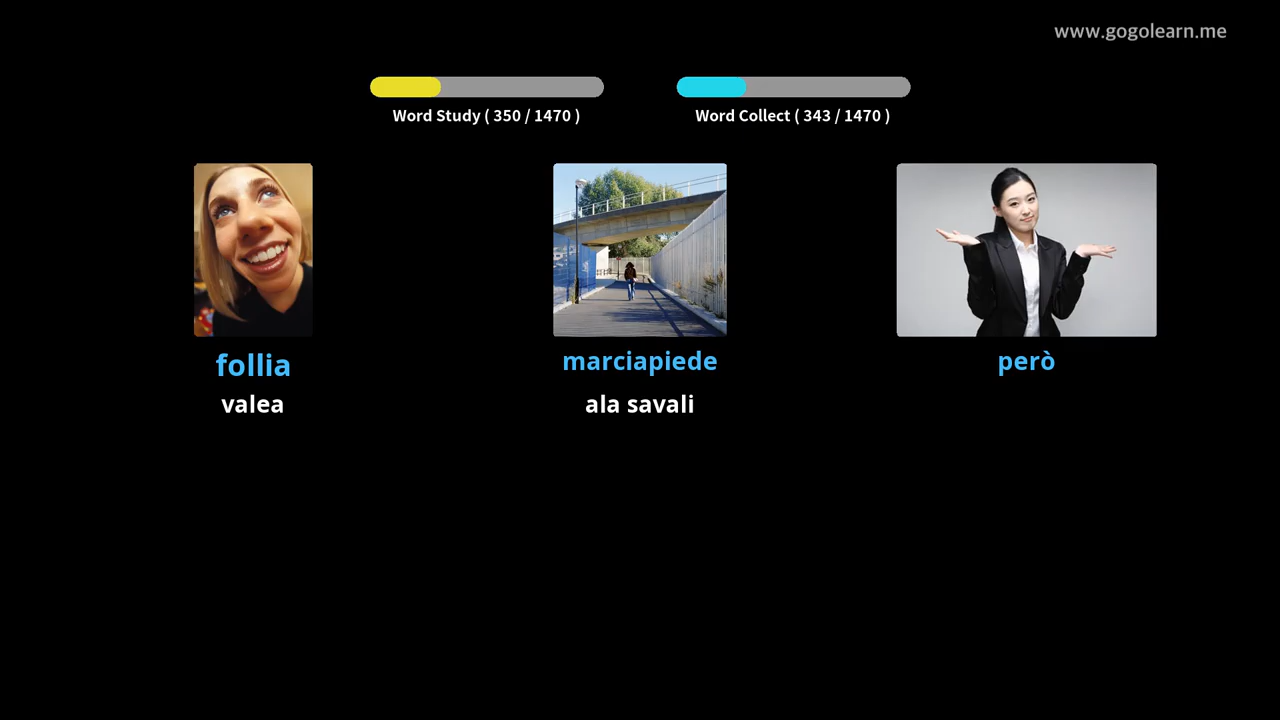 www.gogolearn.me
Word Study ( 350 / 1470 )
Word Collect ( 343 / 1470 )
follia
marciapiede
però
valea
ala savali